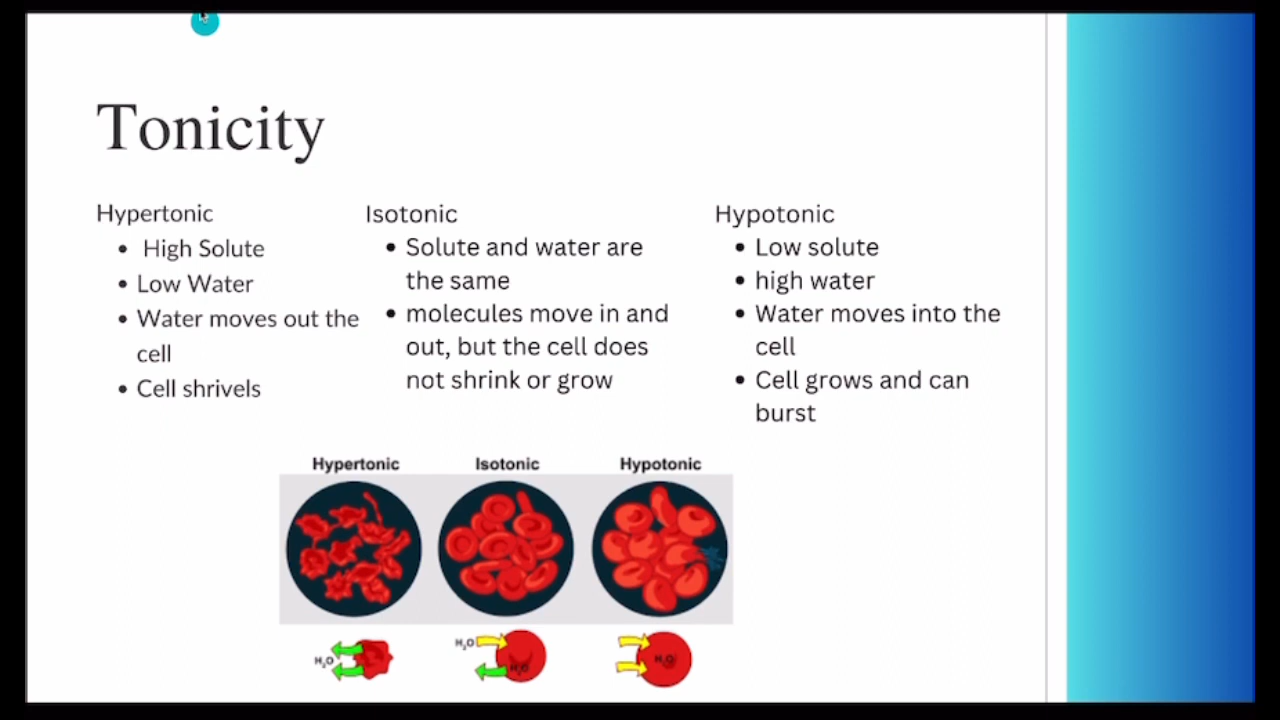 Tonicity
Hypertonic
• High Solute
• Low Water
• Water moves out the
cell
• Cell shrivels
Isotonic
• Solute and water are
the same
• molecules move in and
out, but the cell does
not shrink or grow
Hypotonic
• Low solute
• high water
• Water moves into the
cell
• Cell grows and can
burst
Hypertonic
Isotonic
Hypotonic
H₂O
H₂O
H₂O
H₂O